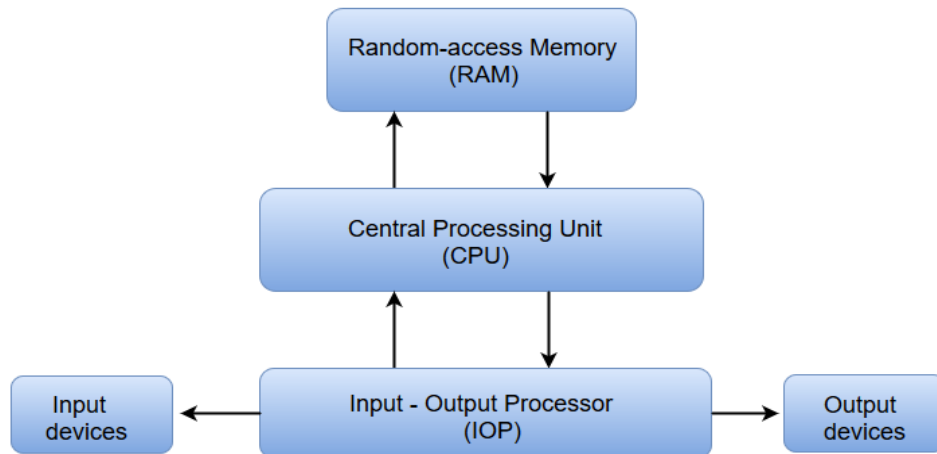 Random-access Memory
(RAM)
Central Processing Unit
(CPU)
Input - Output Processor
(IOP)
Input
devices
Output
devices